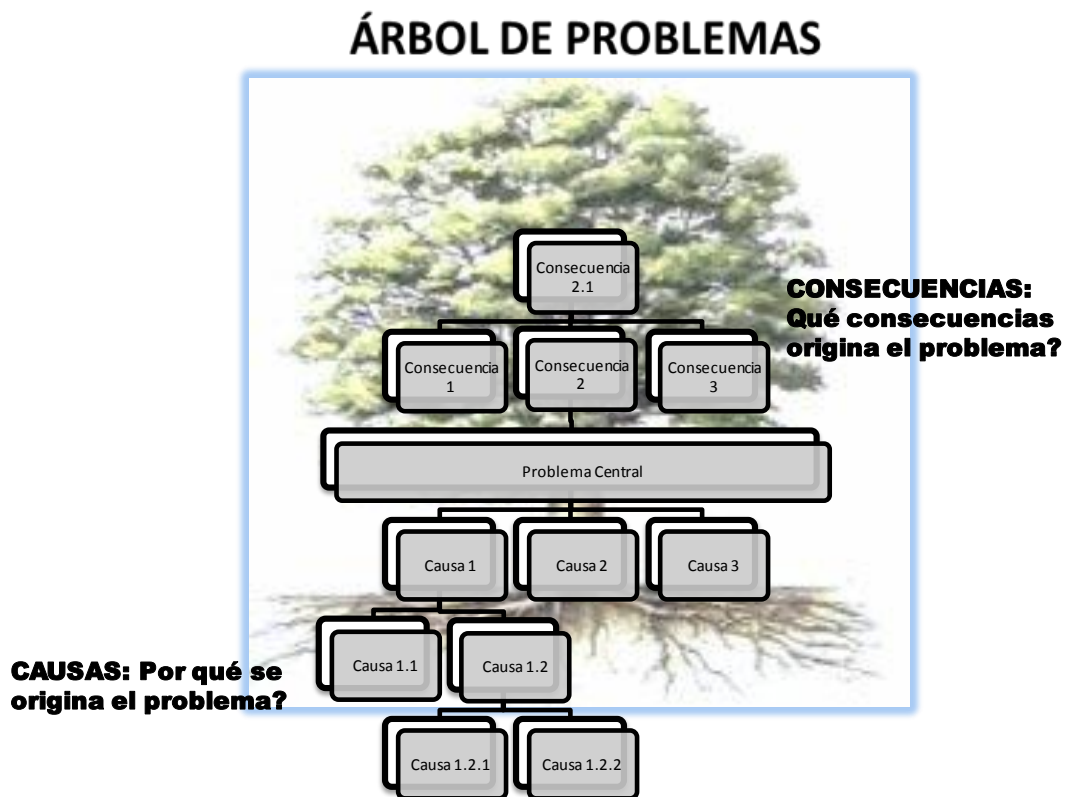 ÁRBOL DE PROBLEMAS
Consecuencia
2.1
CONSECUENCIAS:
Qué consecuencias
origina el problema?
Consecuencia
1
Consecuencia
2
Consecuencia
3
Problema Central
Causa 1
Causa 2
Causa 3
CAUSAS: Por qué se
origina el problema?
Causa 1.1
Causa 1.2
Causa 1.2.1
Causa 1.2.2